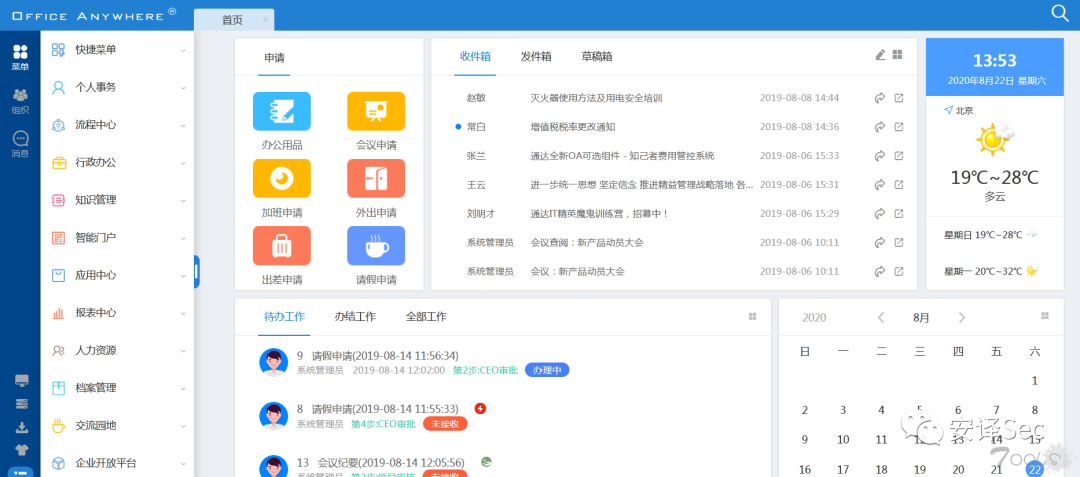 OFFICE ANYWHERE®
首页
菜单
组织
消息
快捷菜单
个人事务
流程中心
行政办公
知识管理
智能门户
应用中心
报表中心
人力资源
档案管理
交流园地
企业开放平台
申请
办公用品
会议申请
加班申请
外出申请
出差申请
请假申请
收件箱 发件箱 草稿箱
赵敏 灭火器使用方法及用电安全培训 2019-08-08 14:44
常白 增值税税率更改通知 2019-08-08 14:36
张兰 通达全新OA可选组件 - 知己者费用管控系统 2019-08-06 15:33
王云 进一步统一思想 坚定信念 推进精益管理战略落地 各... 2019-08-06 15:31
刘明才 通达IT精英魔鬼训练营，招募中！ 2019-08-06 15:29
系统管理员 会议查阅：新产品动员大会 2019-08-06 10:11
系统管理员 会议：新产品动员大会 2019-08-06 10:11
13:53
2020年8月22日 星期六
北京
19℃~28℃
多云
星期日 19℃~28℃
星期一 20℃~32℃
待办工作 办结工作 全部工作
9 请假申请(2019-08-14 11:56:34)
系统管理员 2019-08-14 12:02:00 第2步:CEO审批 办理中
8 请假申请(2019-08-14 11:55:33)
系统管理员 第4步:CEO审批 未接收
13 会议纪要(2019-08-14 12:05:56)
系统管理员 第2步:领导审核 未接收
2020 8月
日 一 二 三 四 五 六
1
2 3 4 5 6 7 8
9 10 11 12 13 14 15
16 17 18 19 20 21 22
安译Sec